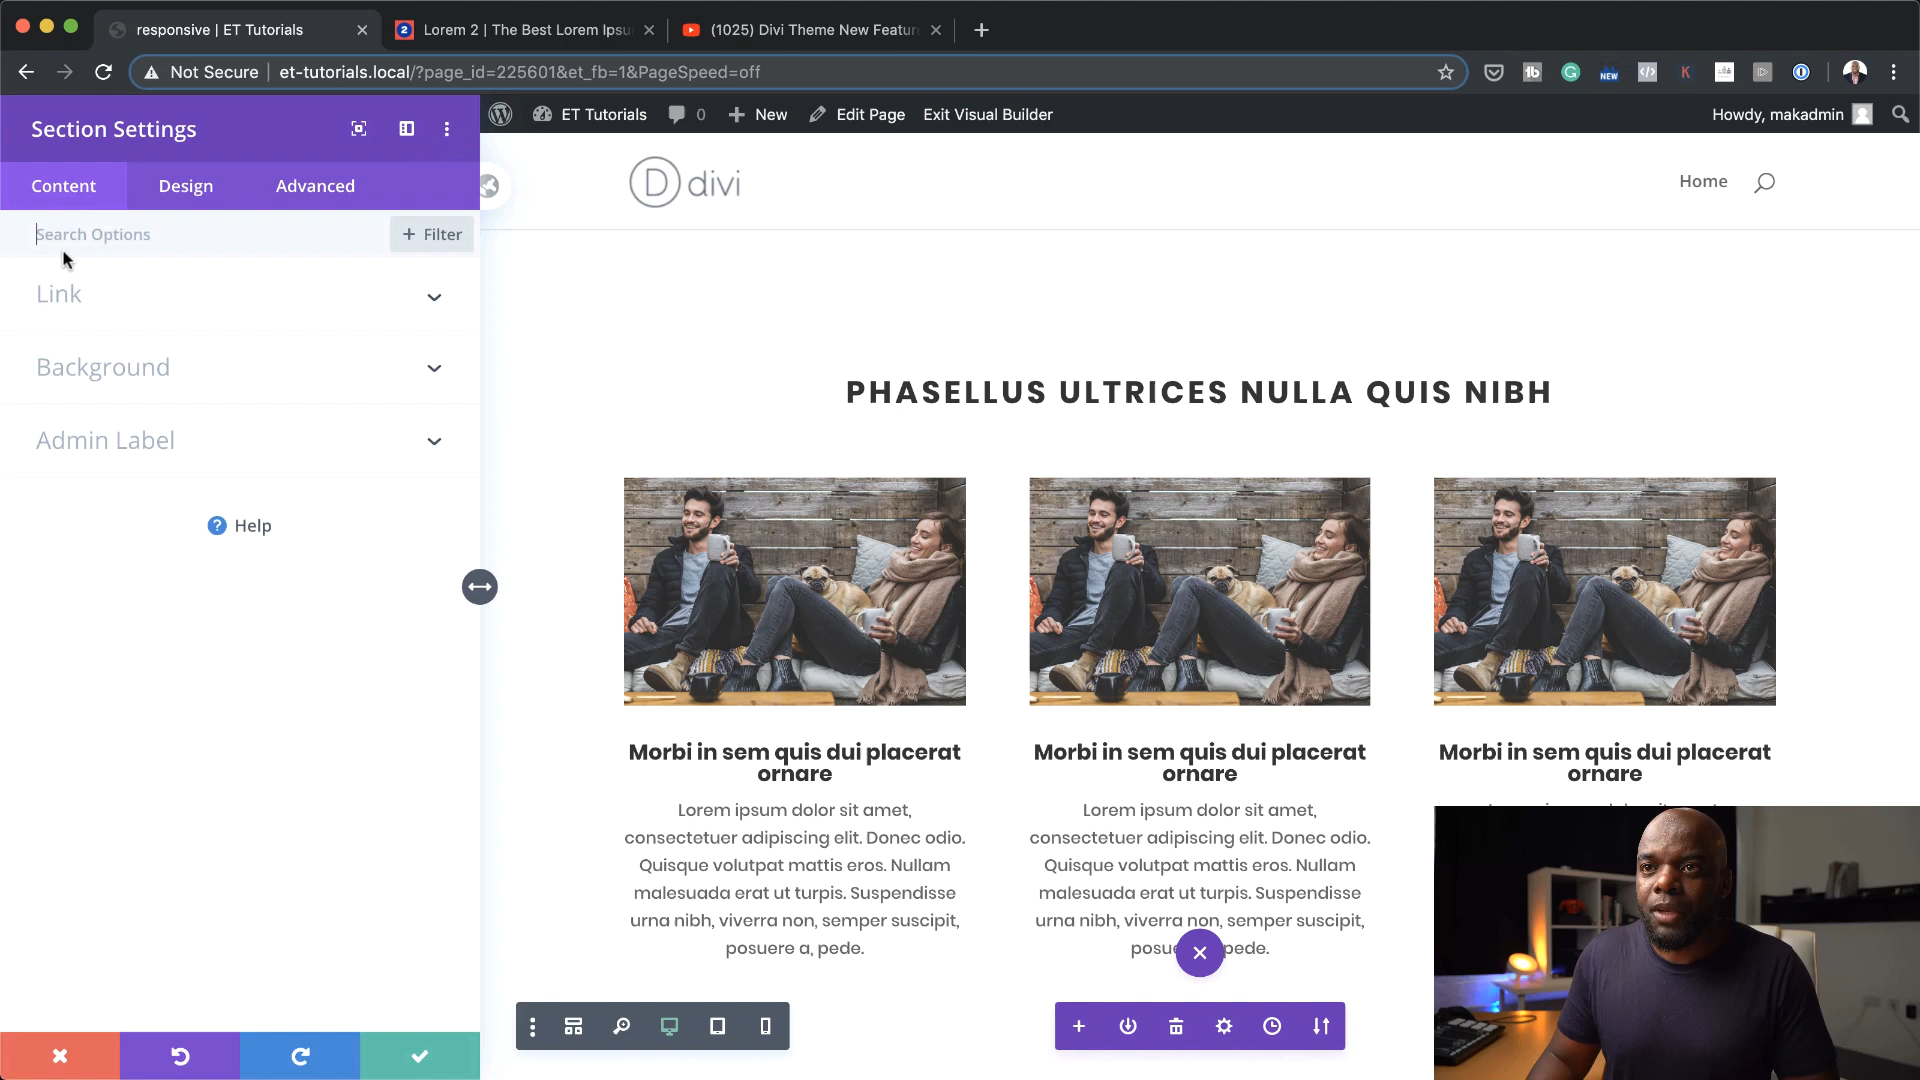 responsive | ET Tutorials
Lorem 2 | The Best Lorem Ipsu
(1025) Divi Theme New Featur
Not Secure
et-tutorials.local/?page_id=225601&et_fb=1&PageSpeed=off
Section Settings
ET Tutorials
0
New
Edit Page
Exit Visual Builder
Howdy, makadmin
Content
Design
Advanced
D divi
Home
Search Options
+ Filter
Link
Background
Admin Label
Help
PHASELLUS ULTRICES NULLA QUIS NIBH
Morbi in sem quis dui placerat
ornare
Lorem ipsum dolor sit amet,
consectetuer adipiscing elit. Donec odio.
Quisque volutpat mattis eros. Nullam
malesuada erat ut turpis. Suspendisse
urna nibh, viverra non, semper suscipit,
posuere a, pede.
Morbi in sem quis dui placerat
ornare
Lorem ipsum dolor sit amet,
consectetuer adipiscing elit. Donec odio.
Quisque volutpat mattis eros. Nullam
malesuada erat ut turpis. Suspendisse
urna nibh, viverra non, semper suscipit,
pede.
Morbi in sem quis dui placerat
ornare